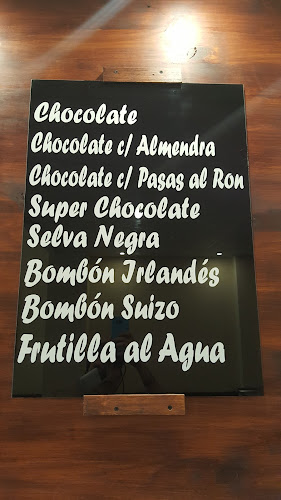 Chocolate
Chocolate c/ Almendra
Chocolate c/ Pasas al Ron
Super Chocolate
Selva Negra
Bombón Irlandés
Bombón Suizo
Frutilla al Agua